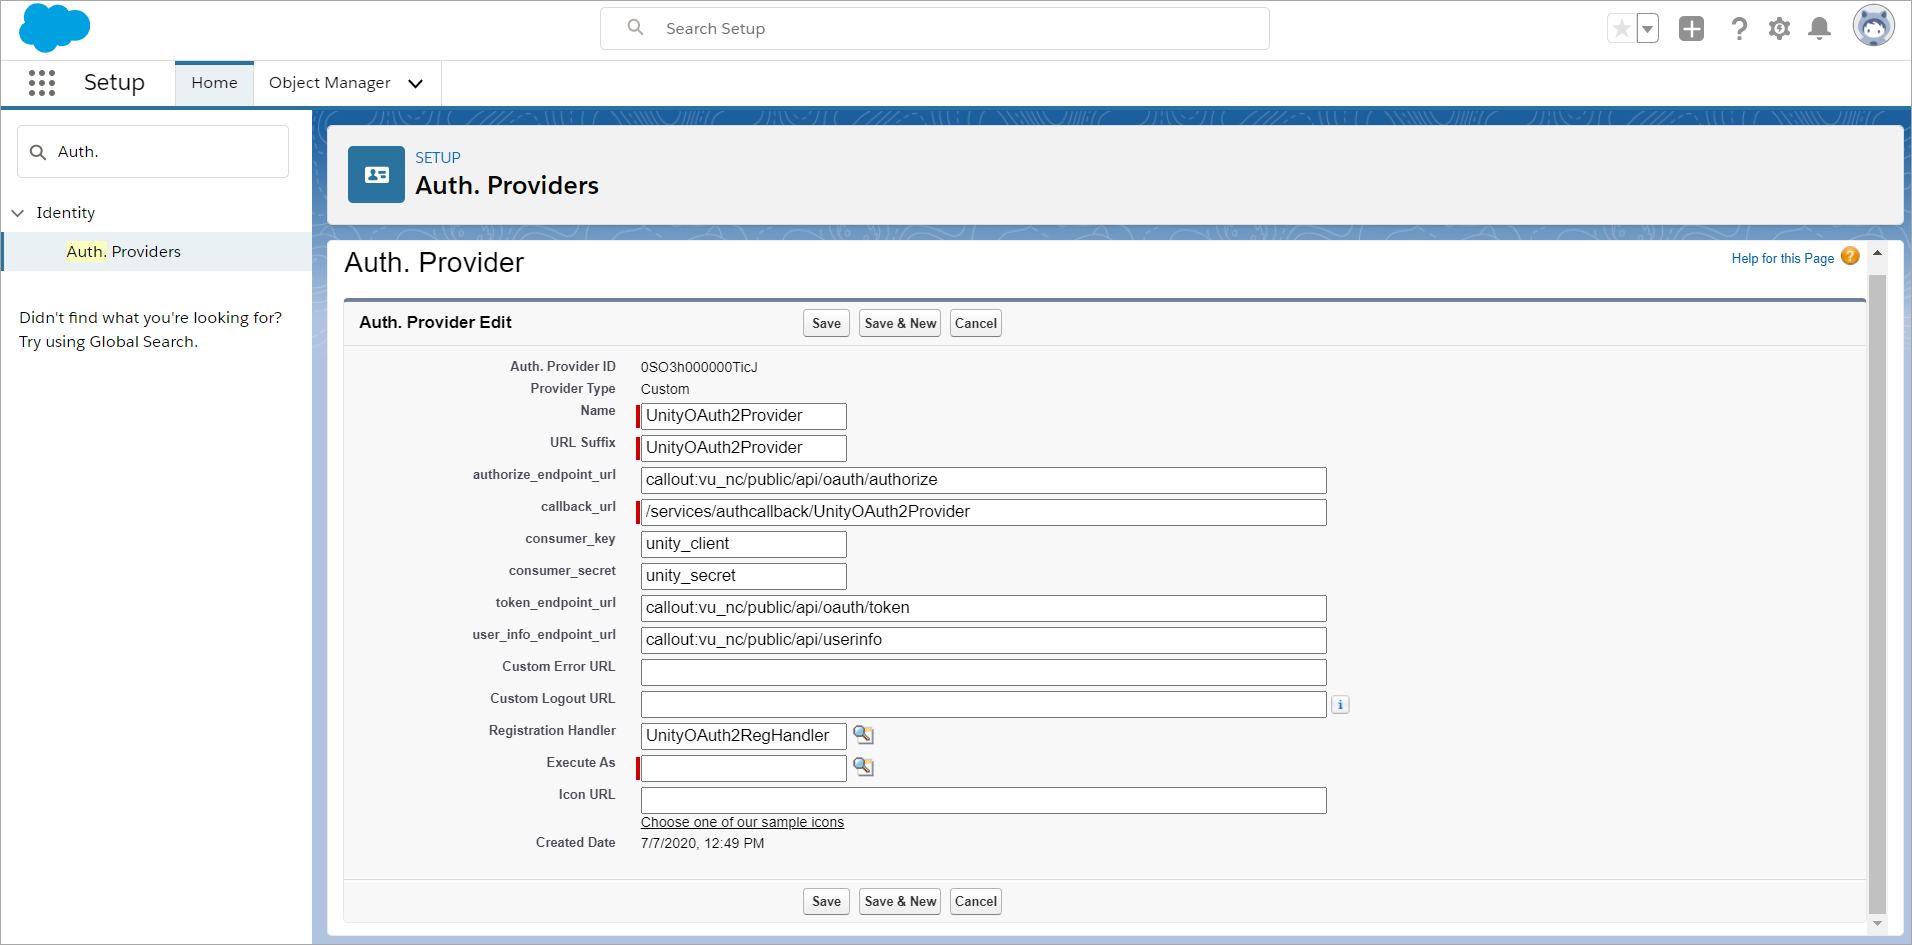 Search Setup
Setup
Home
Object Manager
Auth.
Identity
Auth. Providers
Didn't find what you're looking for?
Try using Global Search.
SETUP
Auth. Providers
Auth. Provider
Help for this Page
Auth. Provider Edit
Save
Save & New
Cancel
Auth. Provider ID 0SO3h000000TicJ
Provider Type Custom
Name UnityOAuth2Provider
URL Suffix UnityOAuth2Provider
authorize_endpoint_url callout:vu_nc/public/api/oauth/authorize
callback_url /services/authcallback/UnityOAuth2Provider
consumer_key unity_client
consumer_secret unity_secret
token_endpoint_url callout:vu_nc/public/api/oauth/token
user_info_endpoint_url callout:vu_nc/public/api/userinfo
Custom Error URL
Custom Logout URL
Registration Handler UnityOAuth2RegHandler
Execute As
Icon URL
Choose one of our sample icons
Created Date 7/7/2020, 12:49 PM
Save
Save & New
Cancel